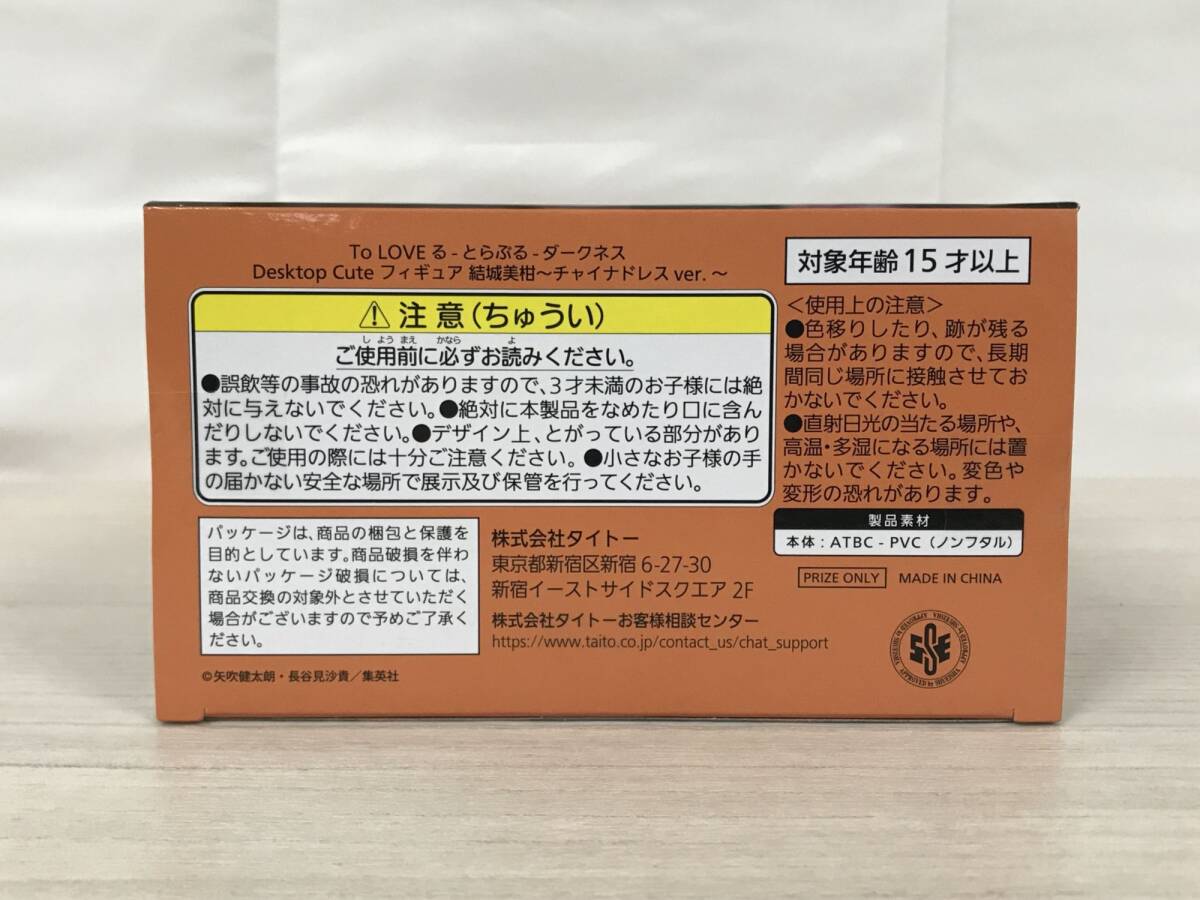 To LOVE る - とらぶる - ダークネス
Desktop Cute フィギュア 結城美柑～チャイナドレス ver. ～
⚠ 注 意 (ちゅうい)
し よう まえ かなら よ
ご使用前に必ずお読みください。
●誤飲等の事故の恐れがありますので、3才未満のお子様には絶
対に与えないでください。●絶対に本製品をなめたり口に含ん
だりしないでください。●デザイン上、とがっている部分があり
ます。ご使用の際には十分ご注意ください。 ●小さなお子様の手
の届かない安全な場所で展示及び保管を行ってください。
対象年齢 15 才以上
＜使用上の注意＞
●色移りしたり、跡が残る
場合がありますので、長期
間同じ場所に接触させてお
かないでください。
●直射日光の当たる場所や、
高温・多湿になる場所には置
かないでください。変色や
変形の恐れがあります。
製品素材
本体 : ATBC - PVC (ノンフタル)
PRIZE ONLY MADE IN CHINA
パッケージは、商品の梱包と保護を
目的としています。商品破損を伴わ
ないパッケージ破損については、
商品交換の対象外とさせていただく
場合がございますので予めご了承く
ださい。
株式会社タイトー
東京都新宿区新宿 6-27-30
新宿イーストサイドスクエア 2F
株式会社タイトーお客様相談センター
https://www.taito.co.jp/contact_us/chat_support
©矢吹健太朗・長谷見沙貴／集英社